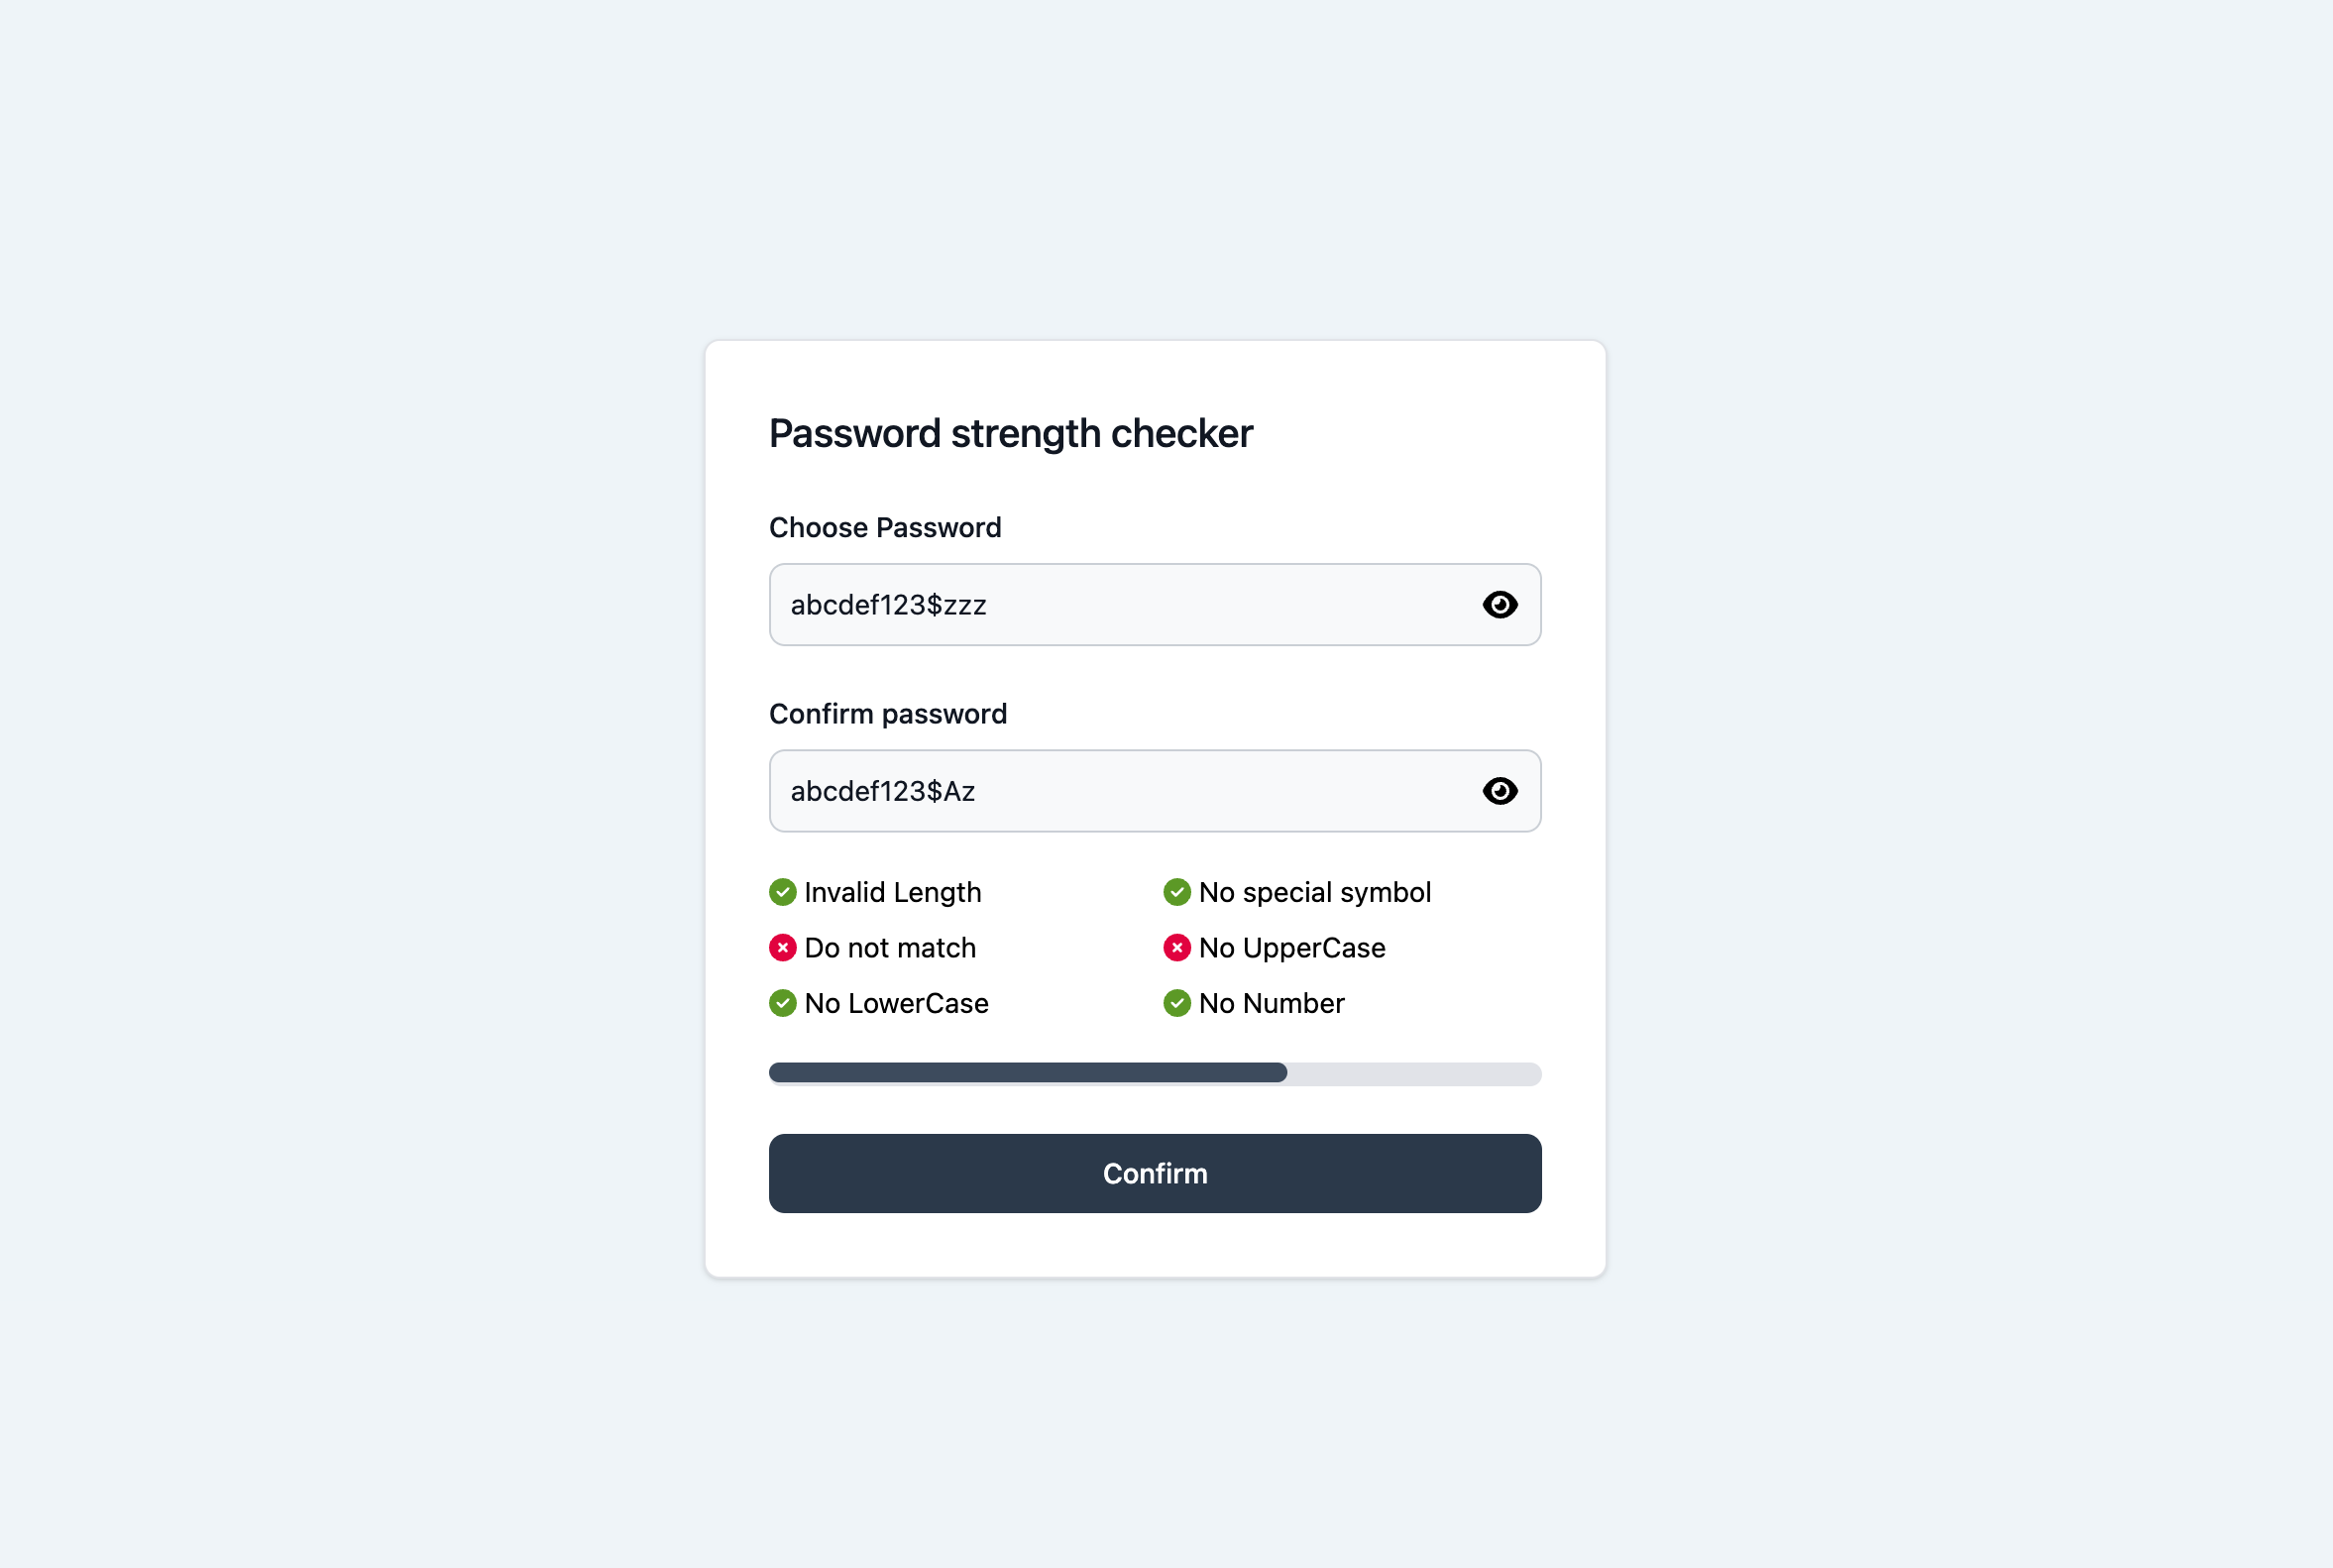 Password strength checker
Choose Password
abcdef123$zzz
Confirm password
abcdef123$Az
Invalid Length
No special symbol
Do not match
No UpperCase
No LowerCase
No Number
Confirm